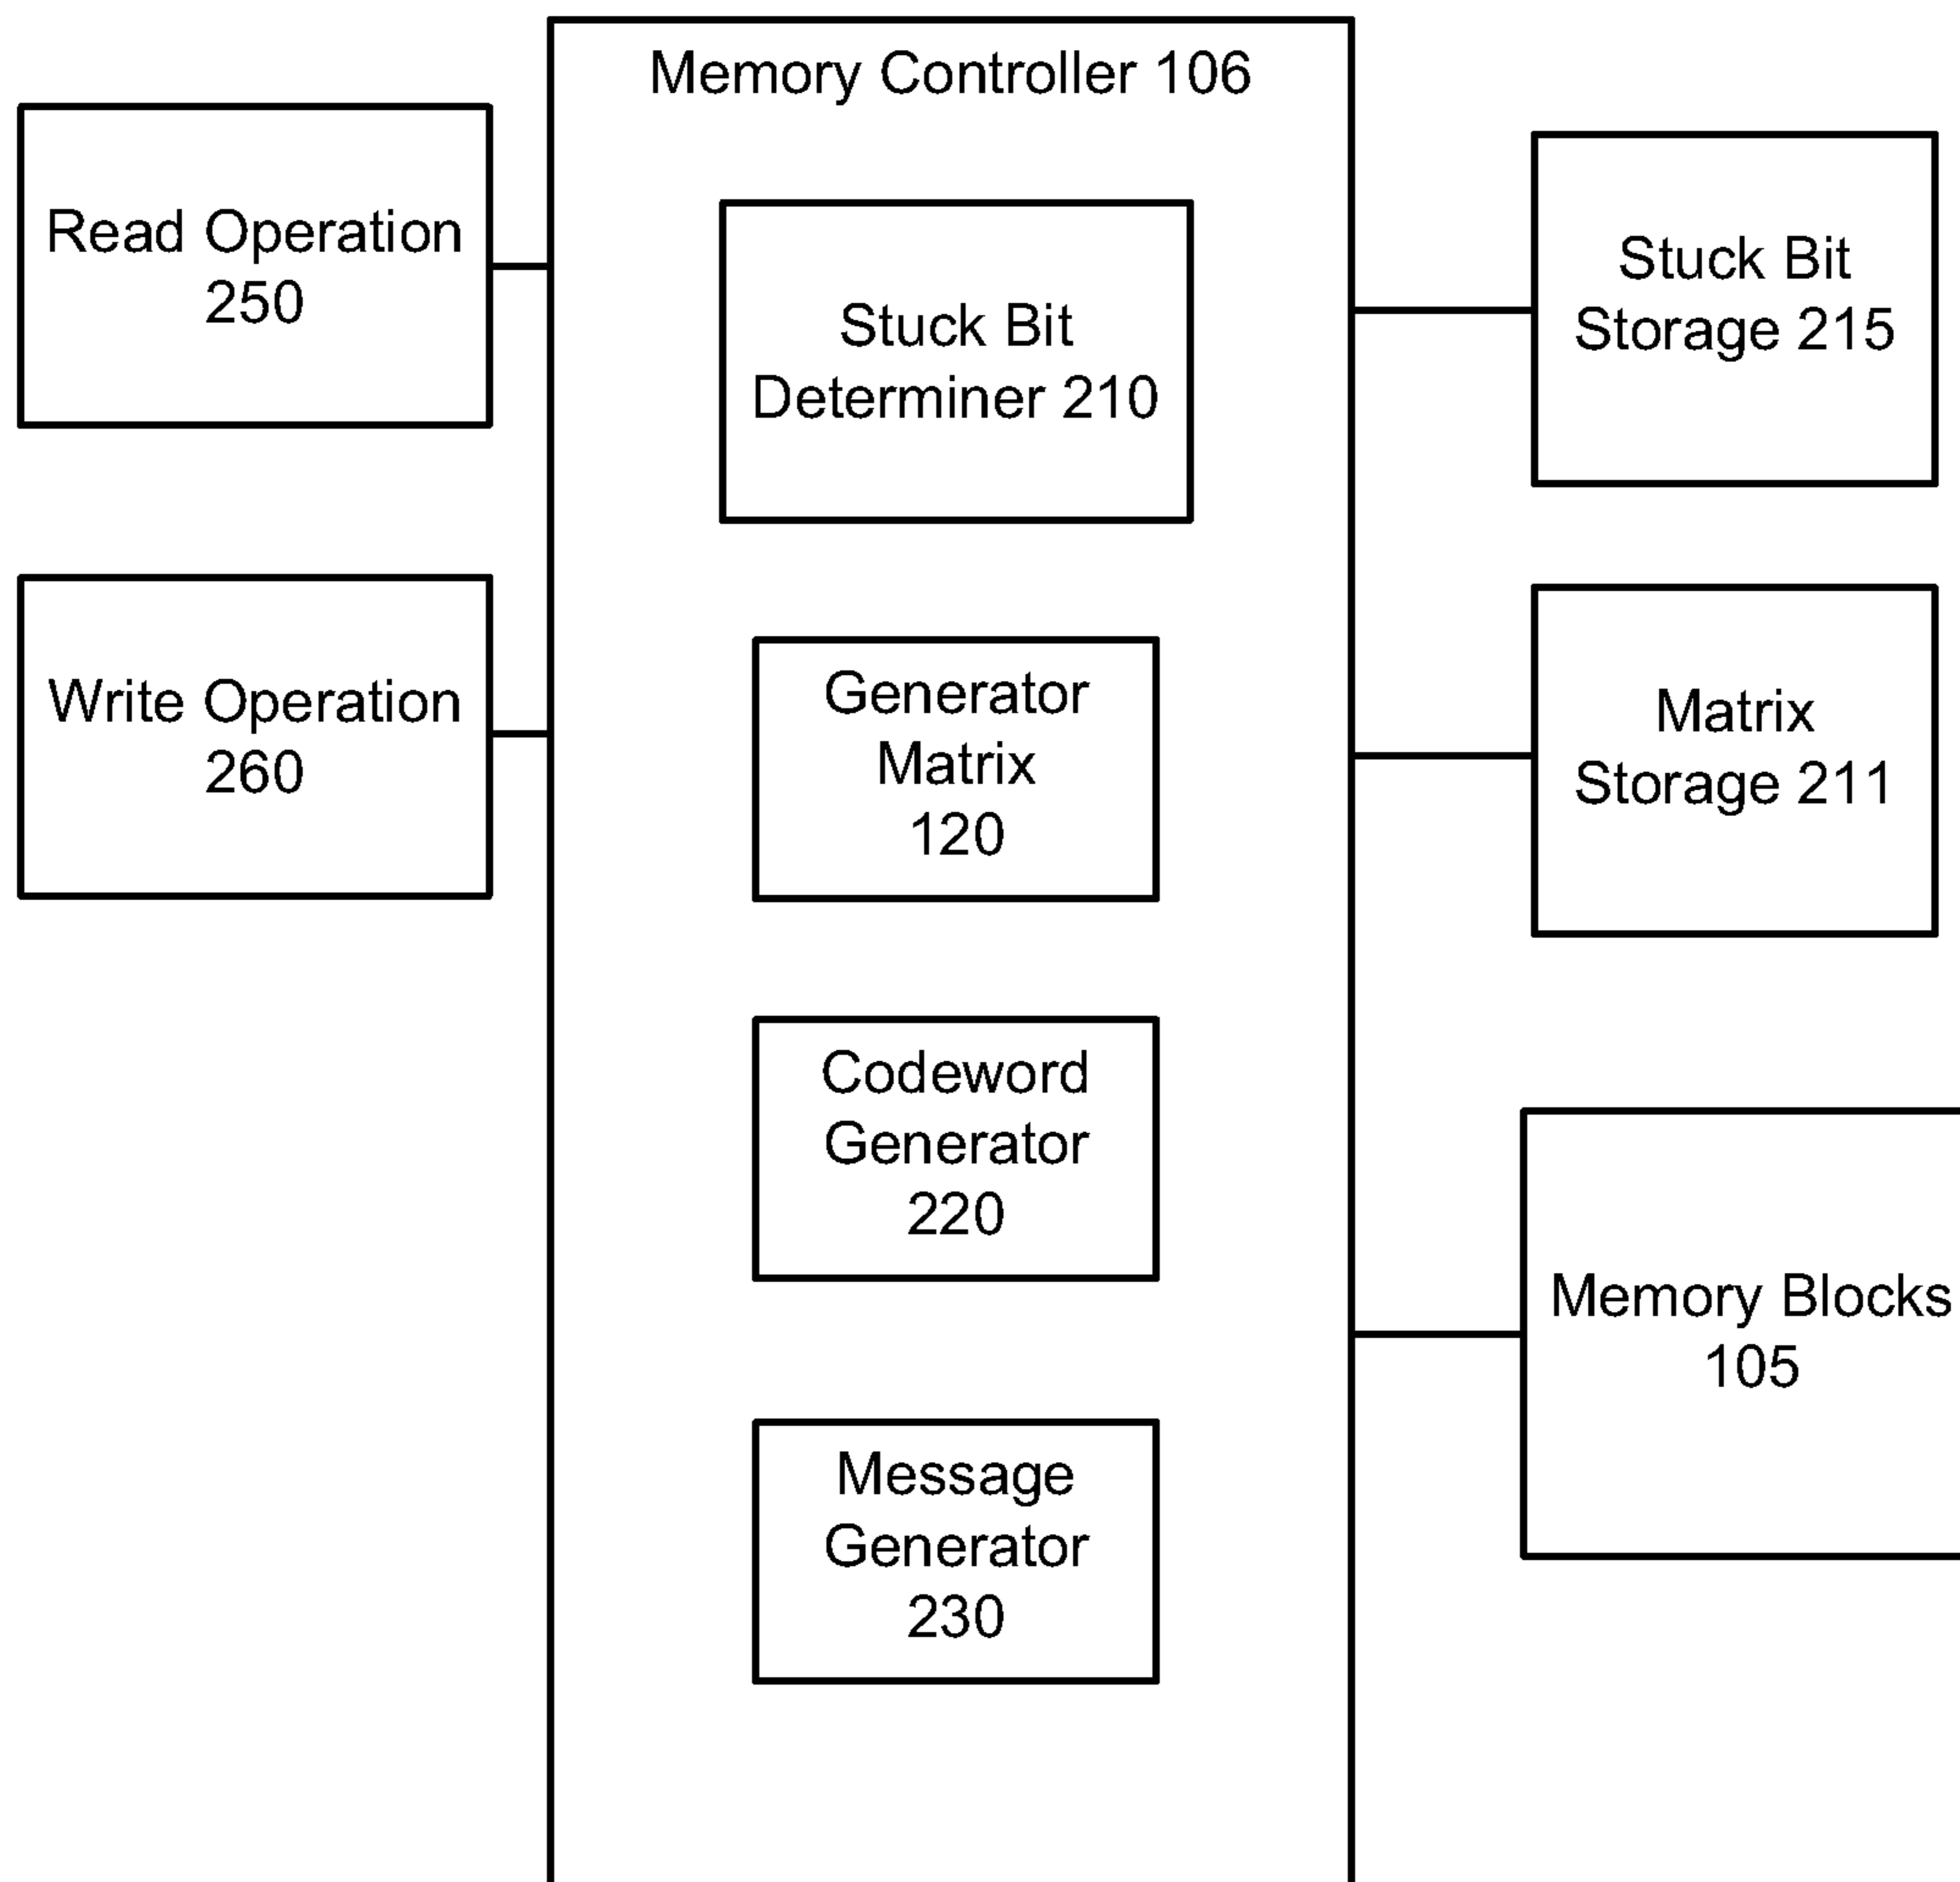 Memory Controller 106
Read Operation
250
Write Operation
260
Stuck Bit
Determiner 210
Generator
Matrix
120
Codeword
Generator
220
Message
Generator
230
Stuck Bit
Storage 215
Matrix
Storage 211
Memory Blocks
105